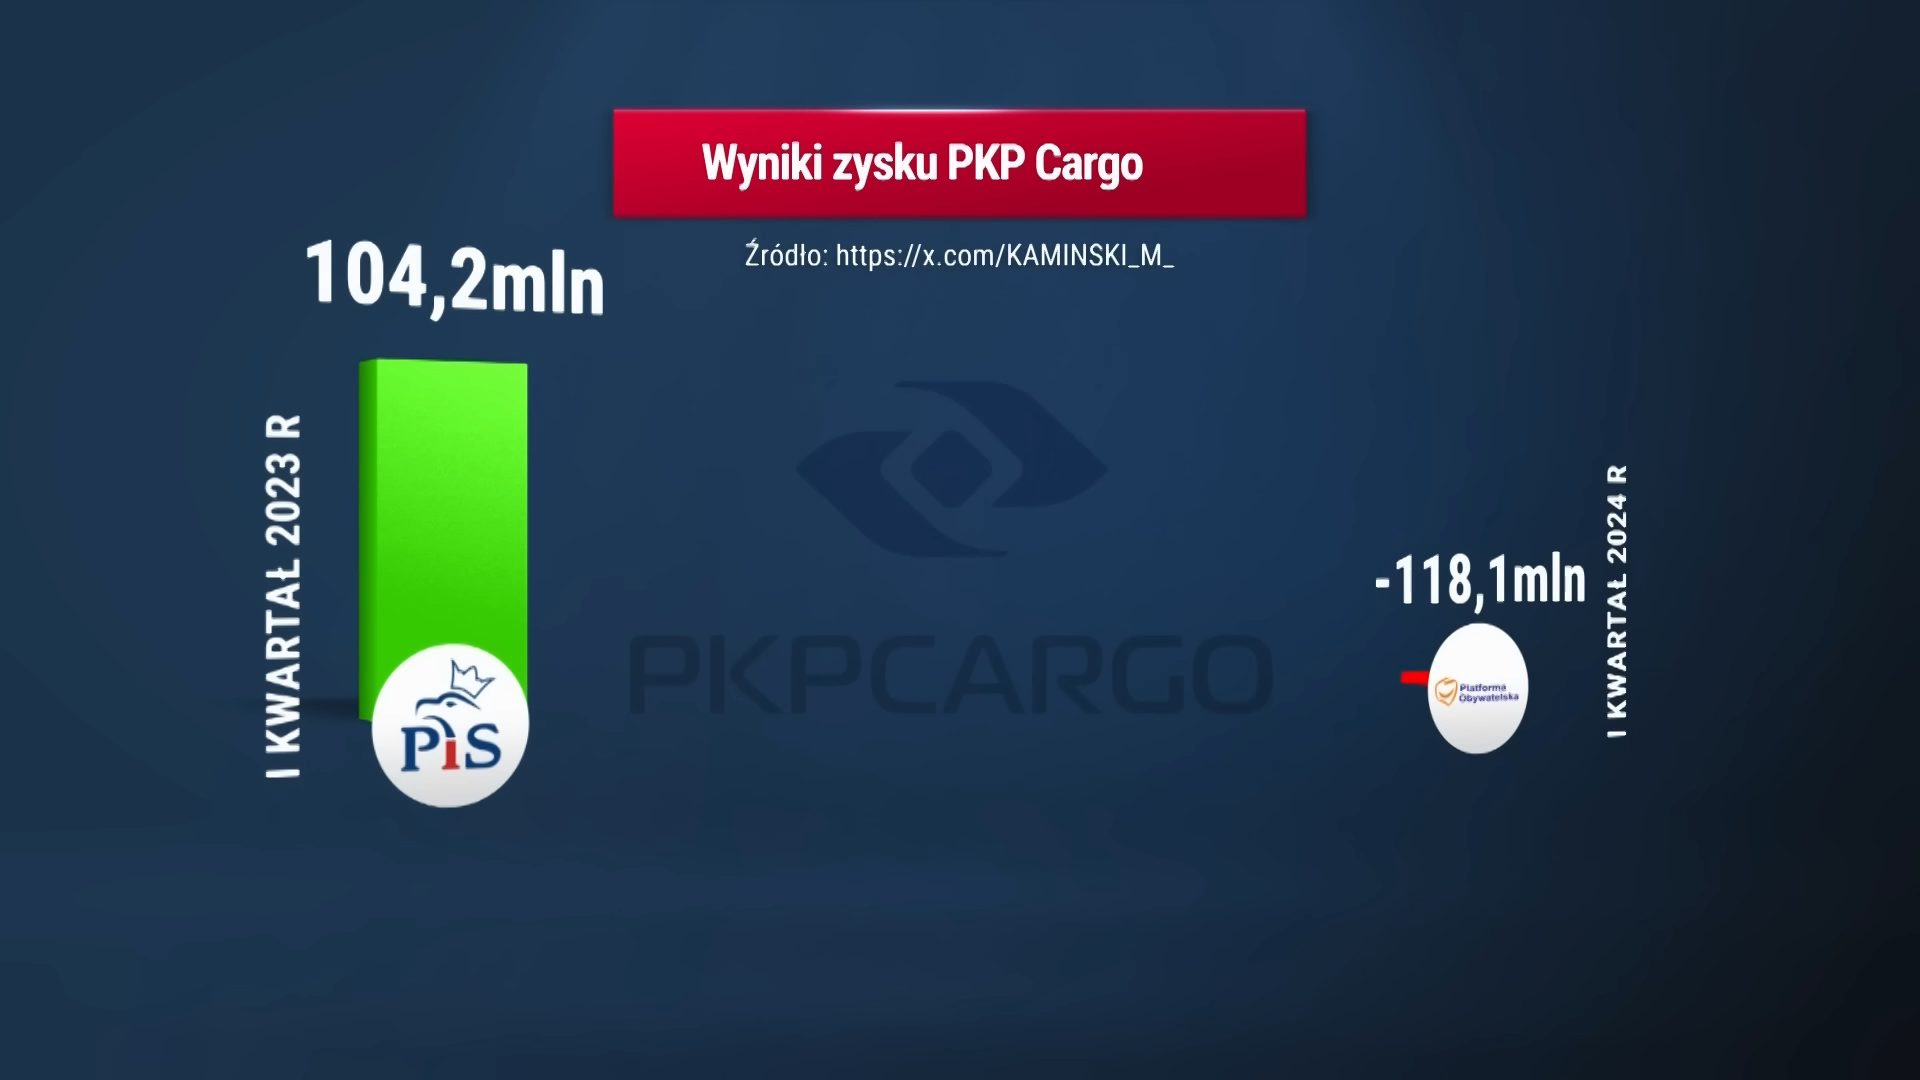 Wyniki zysku PKP Cargo
Źródło: https://x.com/KAMINSKI_M_
104,2mln
I KWARTAŁ 2023 R
PiS
PKPCARGO
-118,1mln
Platforma
Obywatelska
I KWARTAŁ 2024 R